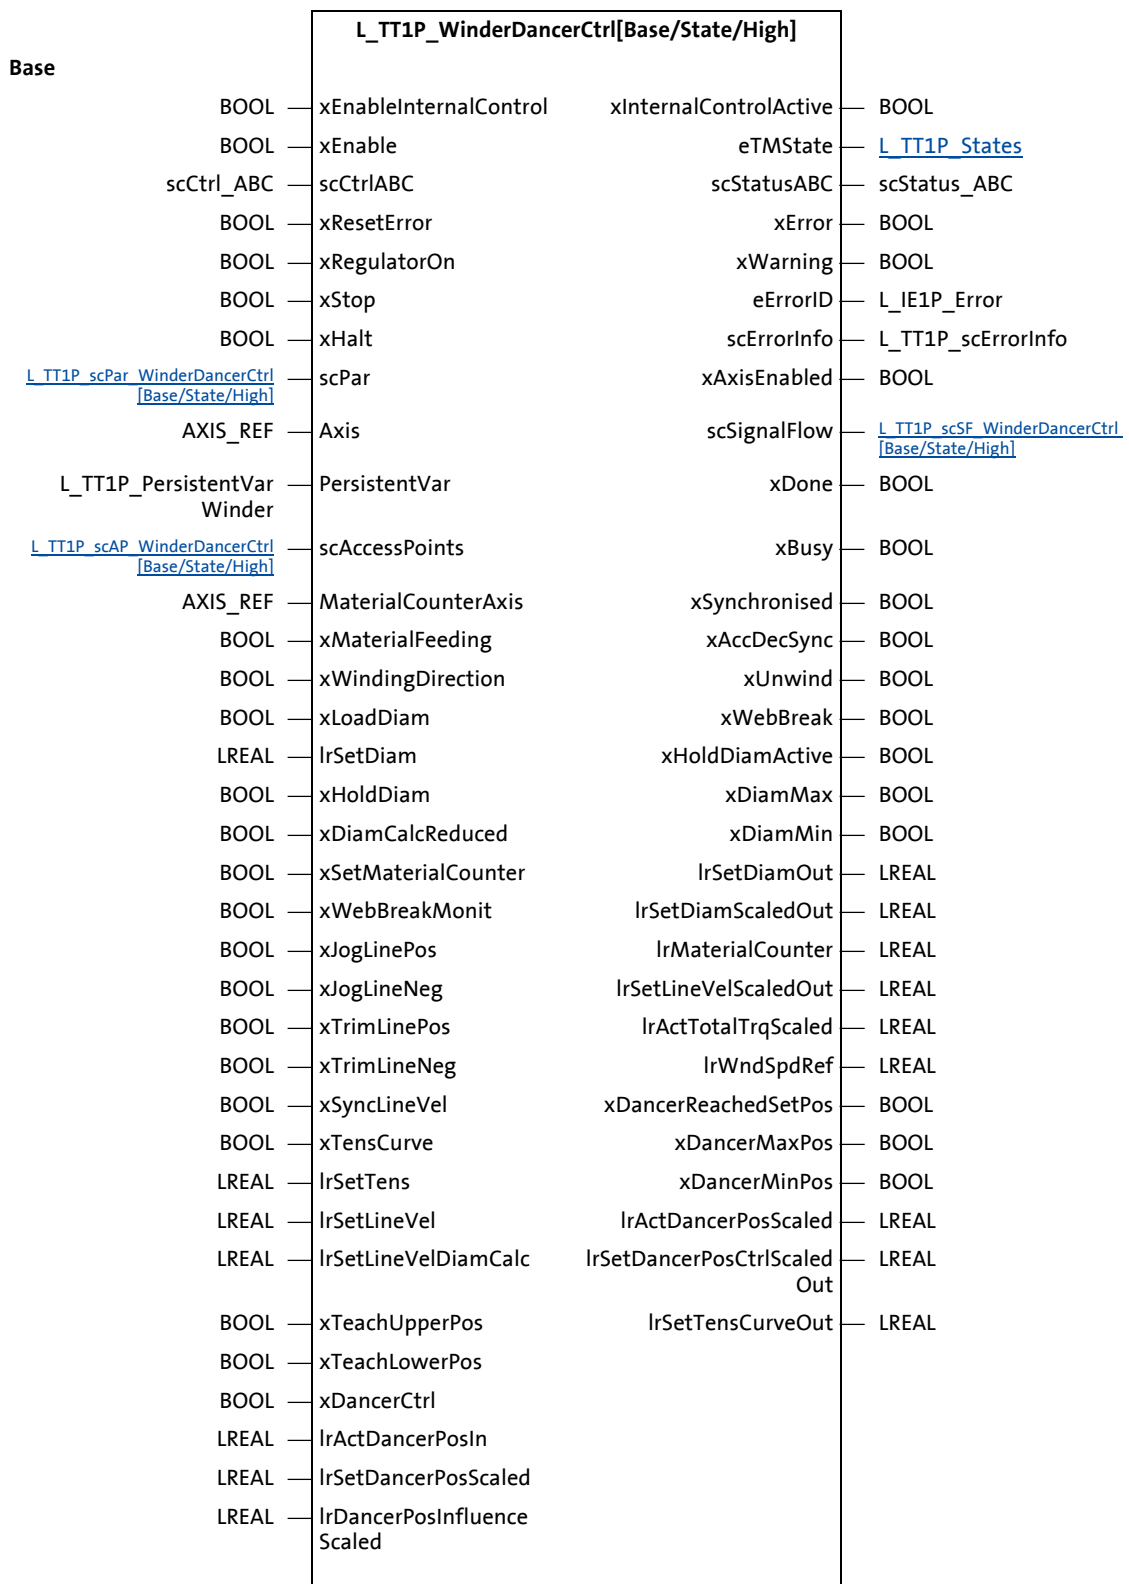 L_TT1P_WinderDancerCtrl[Base/State/High]
Base
BOOL xEnableInternalControl xInternalControlActive BOOL
BOOL xEnable eTMState L_TT1P_States
scCtrl_ABC scCtrlABC scStatusABC scStatus_ABC
BOOL xResetError xError BOOL
BOOL xRegulatorOn xWarning BOOL
BOOL xStop eErrorID L_IE1P_Error
BOOL xHalt scErrorInfo L_TT1P_scErrorInfo
L_TT1P_scPar_WinderDancerCtrl scPar xAxisEnabled BOOL
[Base/State/High]
AXIS_REF Axis scSignalFlow L_TT1P_scSF_WinderDancerCtrl
[Base/State/High]
L_TT1P_PersistentVar PersistentVar xDone BOOL
Winder
L_TT1P_scAP_WinderDancerCtrl scAccessPoints xBusy BOOL
[Base/State/High]
AXIS_REF MaterialCounterAxis xSynchronised BOOL
BOOL xMaterialFeeding xAccDecSync BOOL
BOOL xWindingDirection xUnwind BOOL
BOOL xLoadDiam xWebBreak BOOL
LREAL lrSetDiam xHoldDiamActive BOOL
BOOL xHoldDiam xDiamMax BOOL
BOOL xDiamCalcReduced xDiamMin BOOL
BOOL xSetMaterialCounter lrSetDiamOut LREAL
BOOL xWebBreakMonit lrSetDiamScaledOut LREAL
BOOL xJogLinePos lrMaterialCounter LREAL
BOOL xJogLineNeg lrSetLineVelScaledOut LREAL
BOOL xTrimLinePos lrActTotalTrqScaled LREAL
BOOL xTrimLineNeg lrWndSpdRef LREAL
BOOL xSyncLineVel xDancerReachedSetPos BOOL
BOOL xTensCurve xDancerMaxPos BOOL
LREAL lrSetTens xDancerMinPos BOOL
LREAL lrSetLineVel lrActDancerPosScaled LREAL
LREAL lrSetLineVelDiamCalc lrSetDancerPosCtrlScaled LREAL
Out
BOOL xTeachUpperPos lrSetTensCurveOut LREAL
BOOL xTeachLowerPos
BOOL xDancerCtrl
LREAL lrActDancerPosIn
LREAL lrSetDancerPosScaled
LREAL lrDancerPosInfluence
Scaled